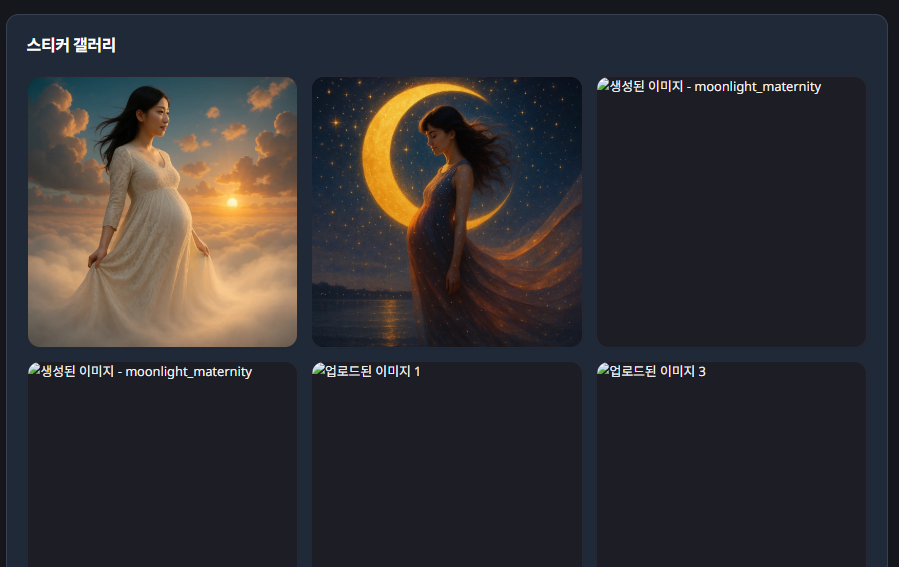 스티커 갤러리
생성된 이미지 - moonlight_maternity
생성된 이미지 - moonlight_maternity
업로드된 이미지 1
업로드된 이미지 3